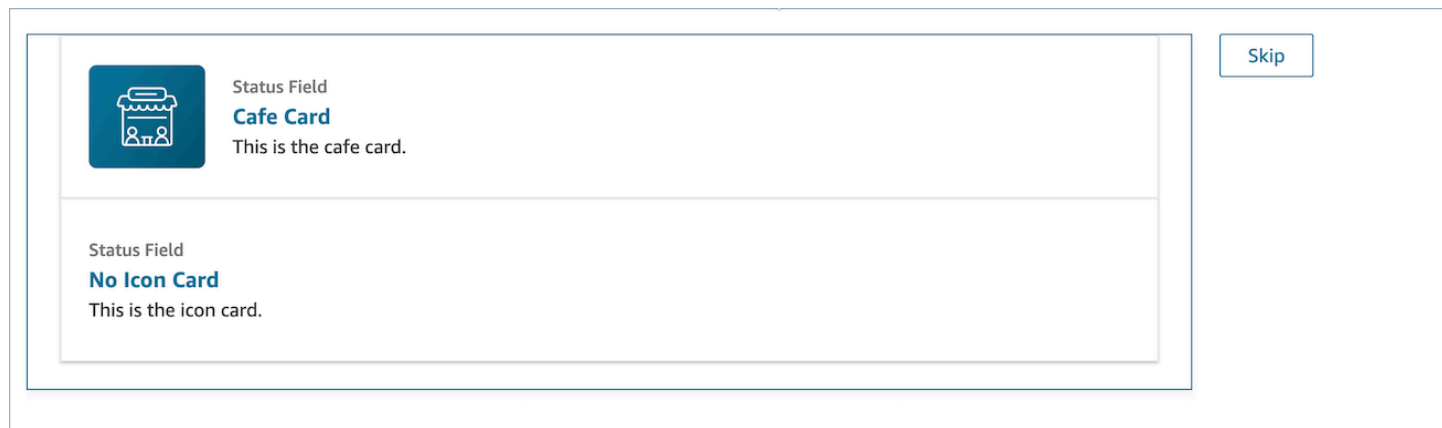 Skip
Status Field
Cafe Card
This is the cafe card.
Status Field
No Icon Card
This is the icon card.